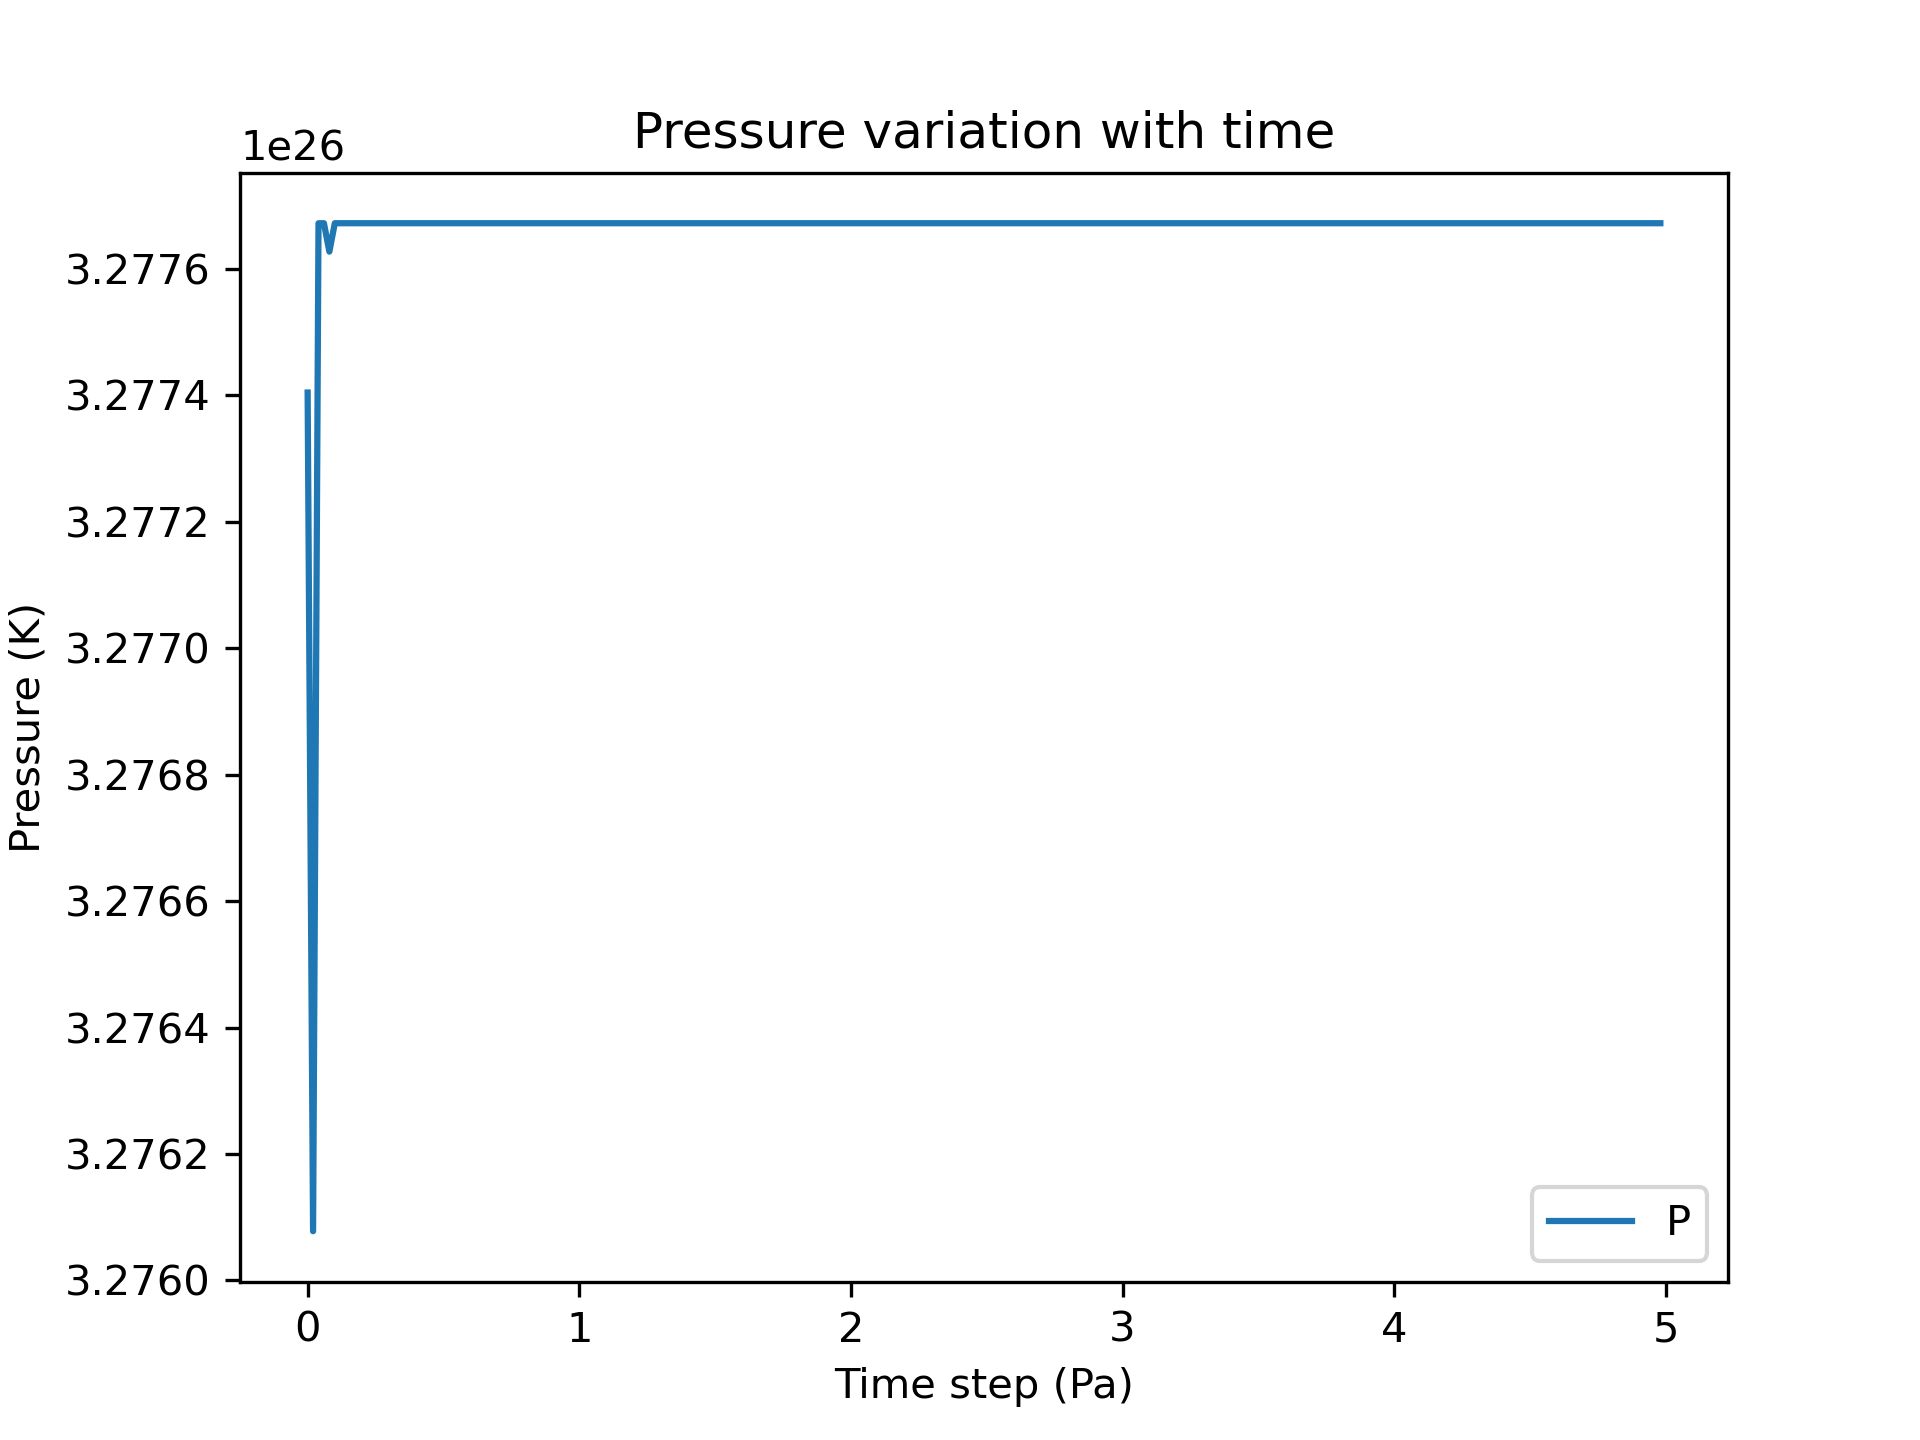 Pressure variation with time
1e26
3.2776
3.2774
3.2772
3.2770
3.2768
3.2766
3.2764
3.2762
3.2760
Pressure (K)
P
0 1 2 3 4 5
Time step (Pa)